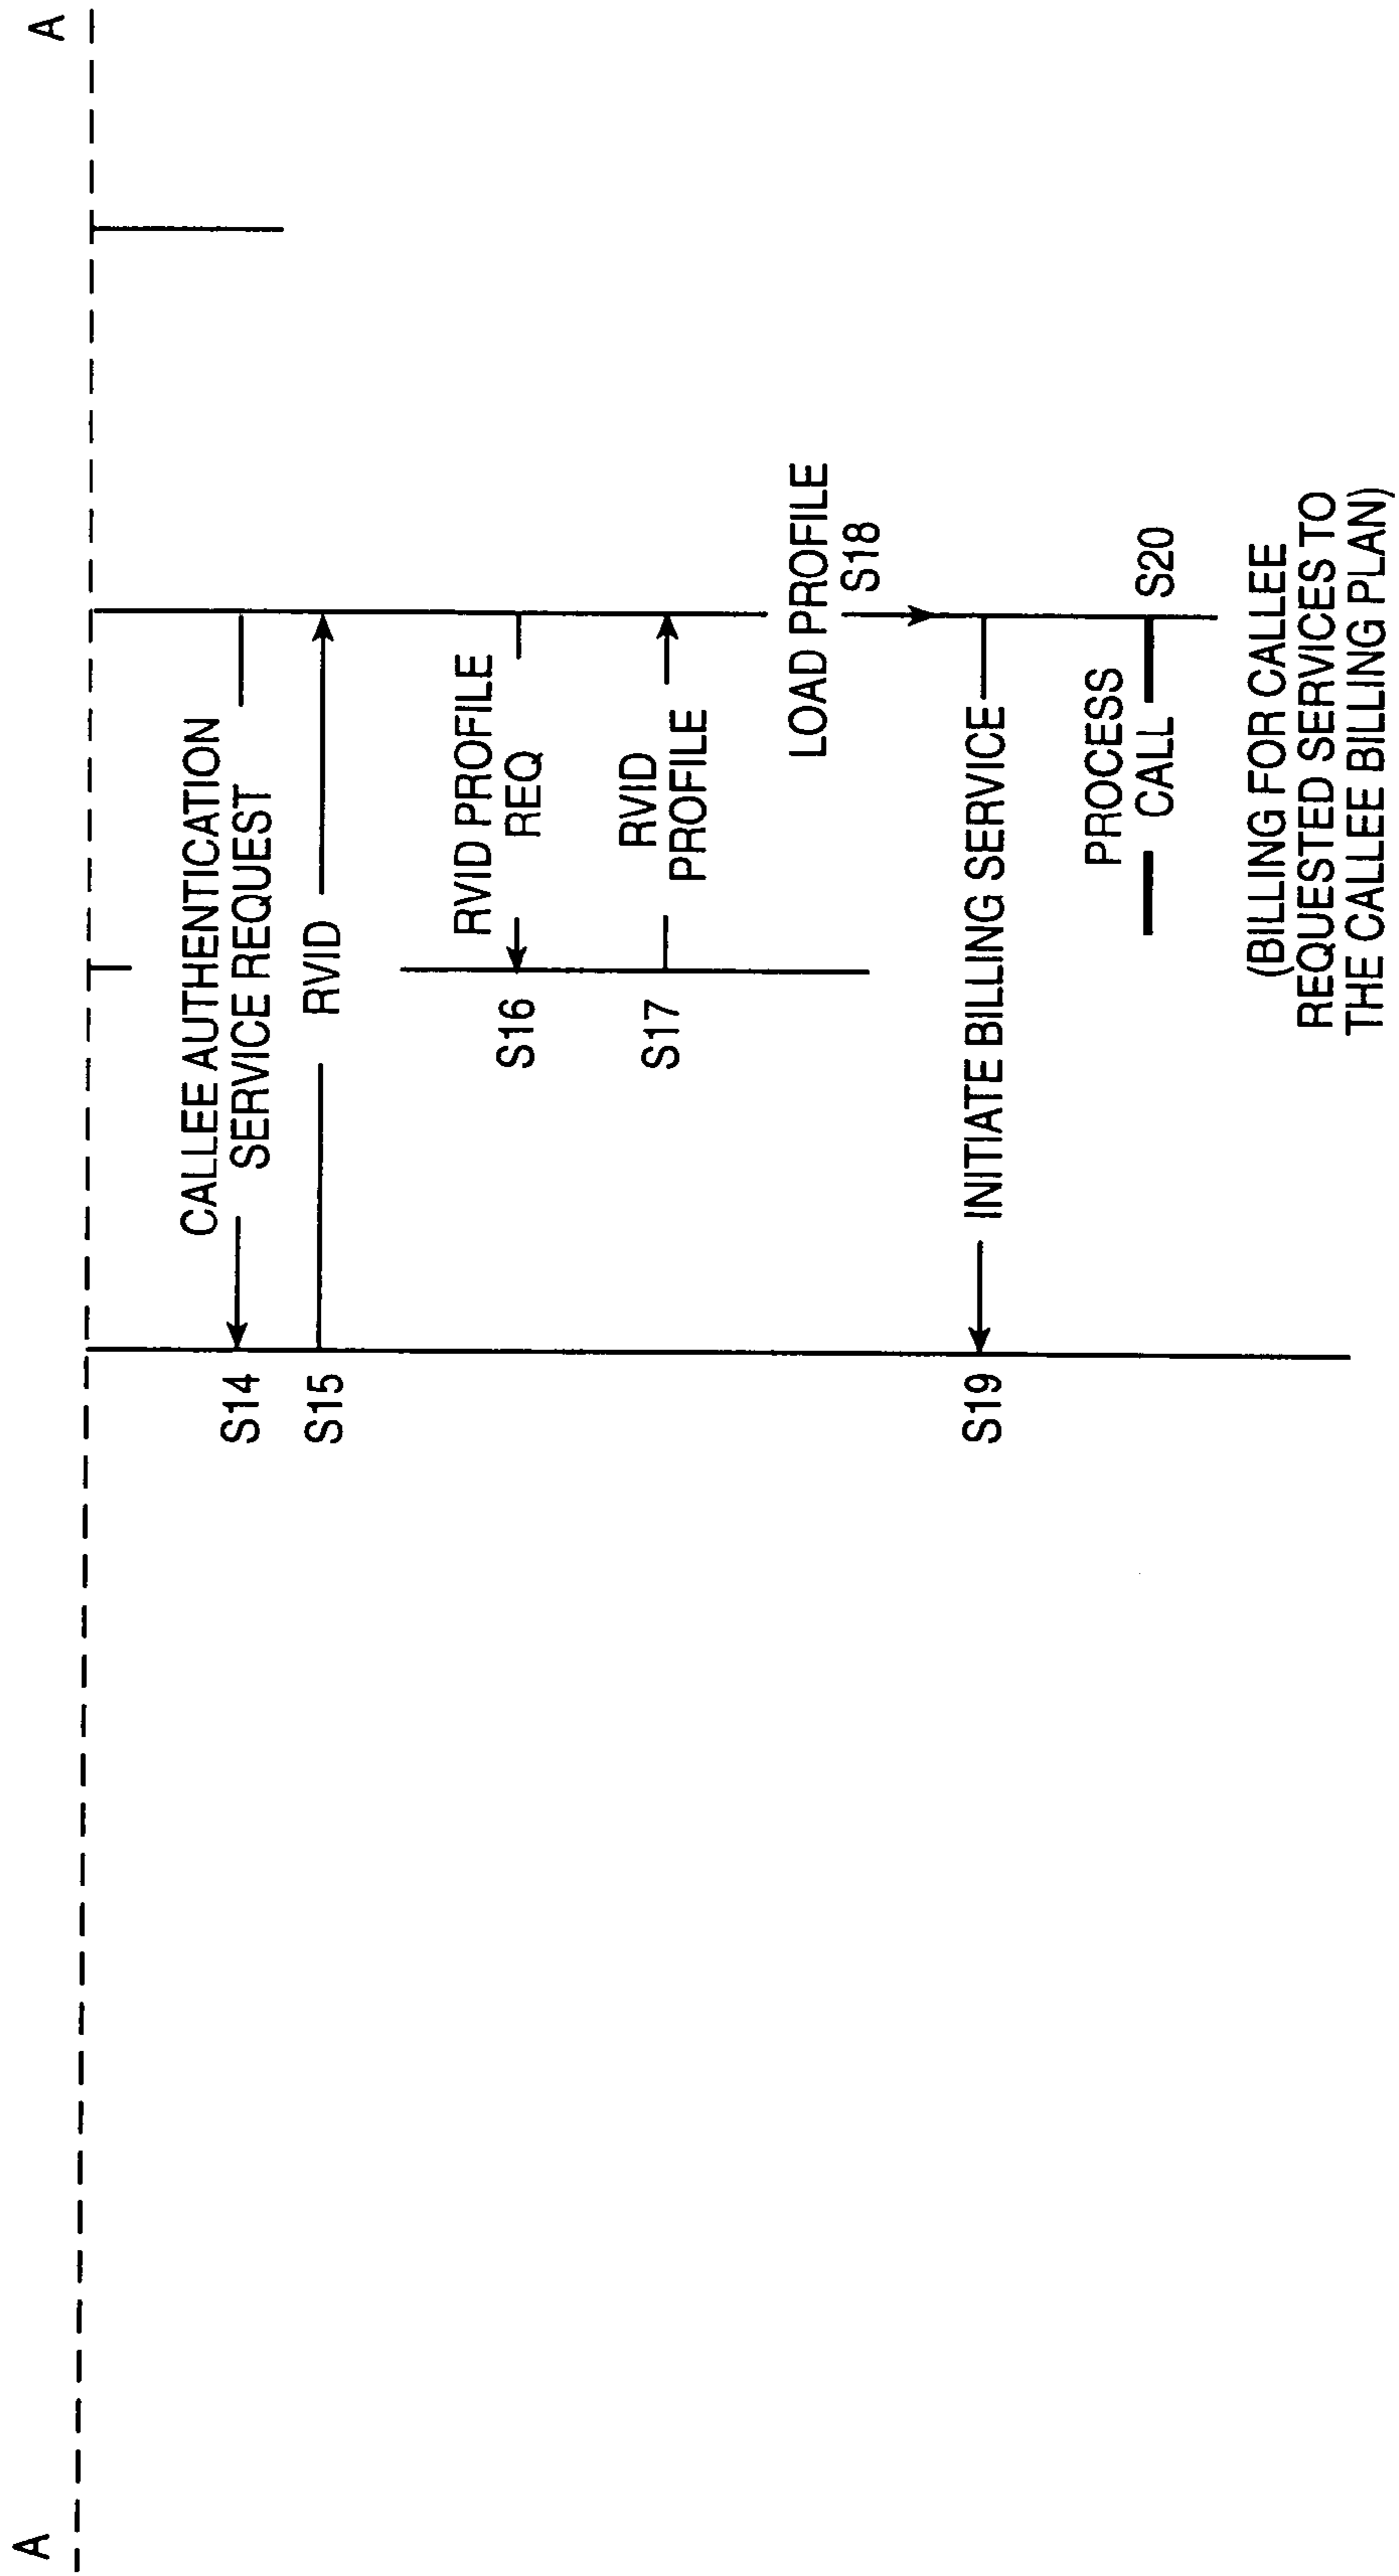 A
A
CALLEE AUTHENTICATION
SERVICE REQUEST
S14
RVID
S15
RVID PROFILE
REQ
S16
RVID
PROFILE
S17
LOAD PROFILE
S18
INITIATE BILLING SERVICE
S19
PROCESS
CALL
S20
(BILLING FOR CALLEE
REQUESTED SERVICES TO
THE CALLEE BILLING PLAN)